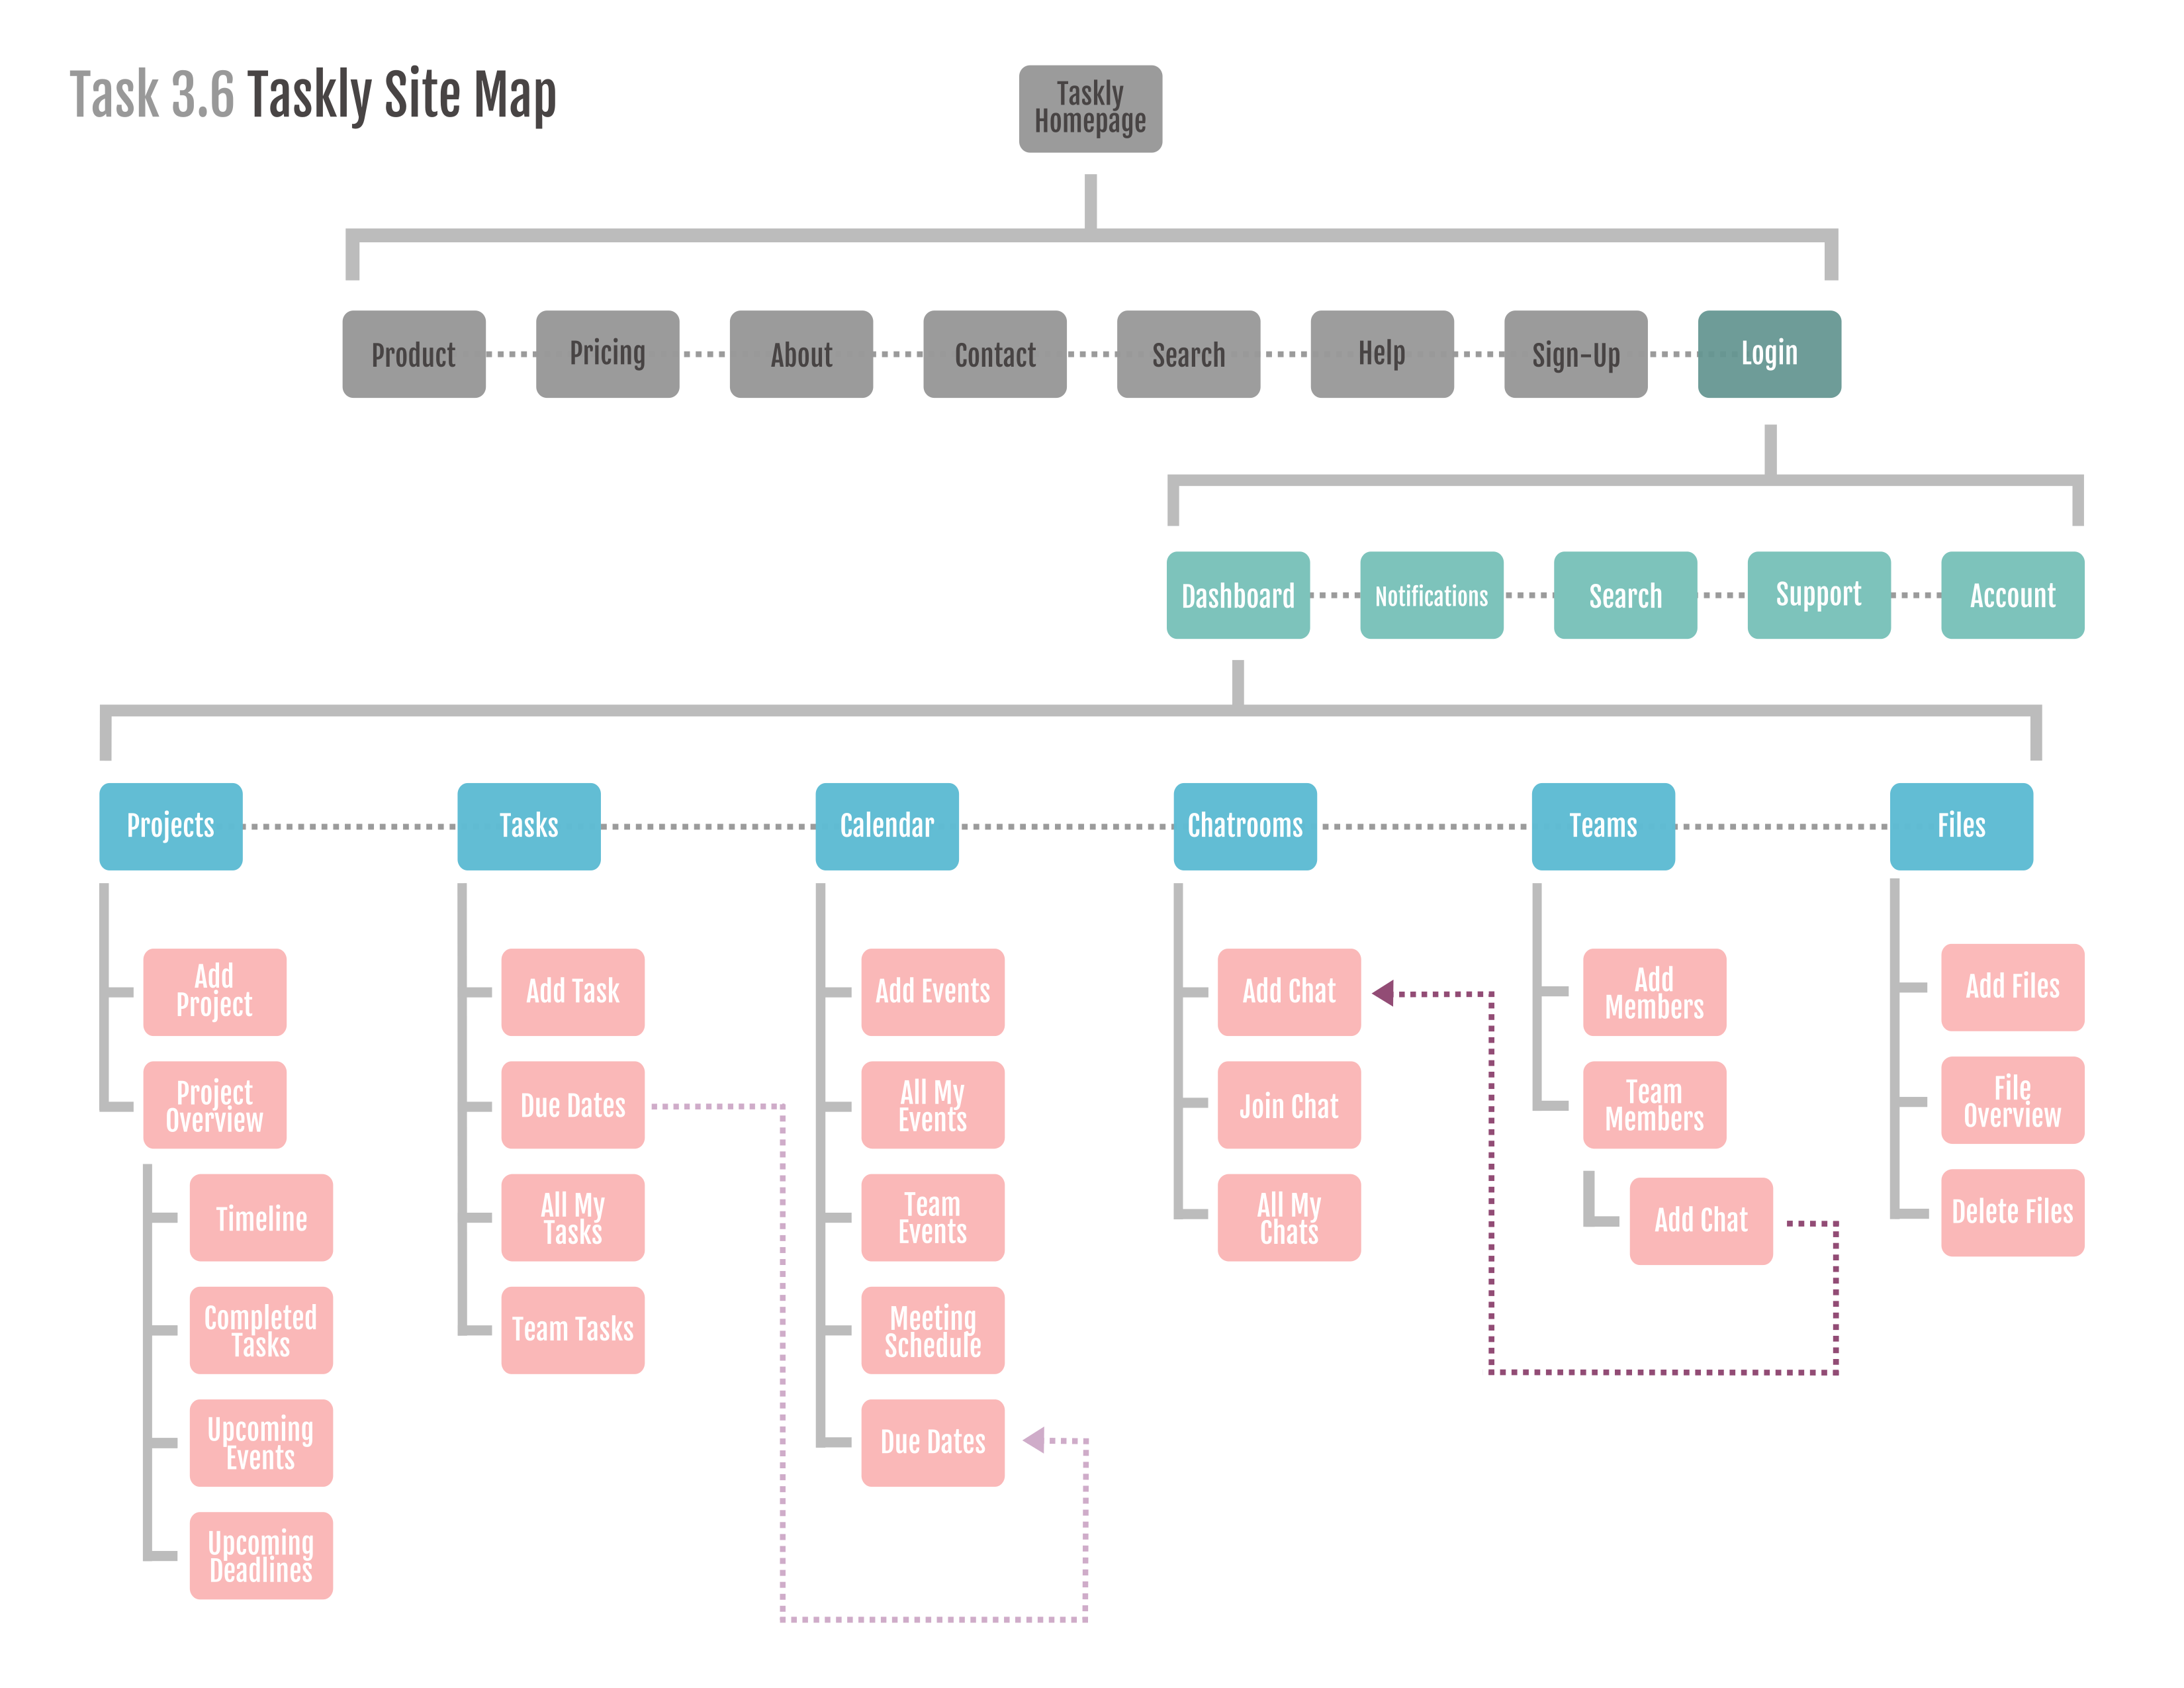 Task 3.6 Taskly Site Map
Taskly
Homepage
Product
Pricing
About
Contact
Search
Help
Sign-Up
Login
Dashboard
Notifications
Search
Support
Account
Projects
Tasks
Calendar
Chatrooms
Teams
Files
Add
Project
Project
Overview
Timeline
Completed
Tasks
Upcoming
Events
Upcoming
Deadlines
Add Task
Due Dates
All My
Tasks
Team Tasks
Add Events
All My
Events
Team
Events
Meeting
Schedule
Due Dates
Add Chat
Join Chat
All My
Chats
Add
Members
Team
Members
Add Chat
Add Files
File
Overview
Delete Files